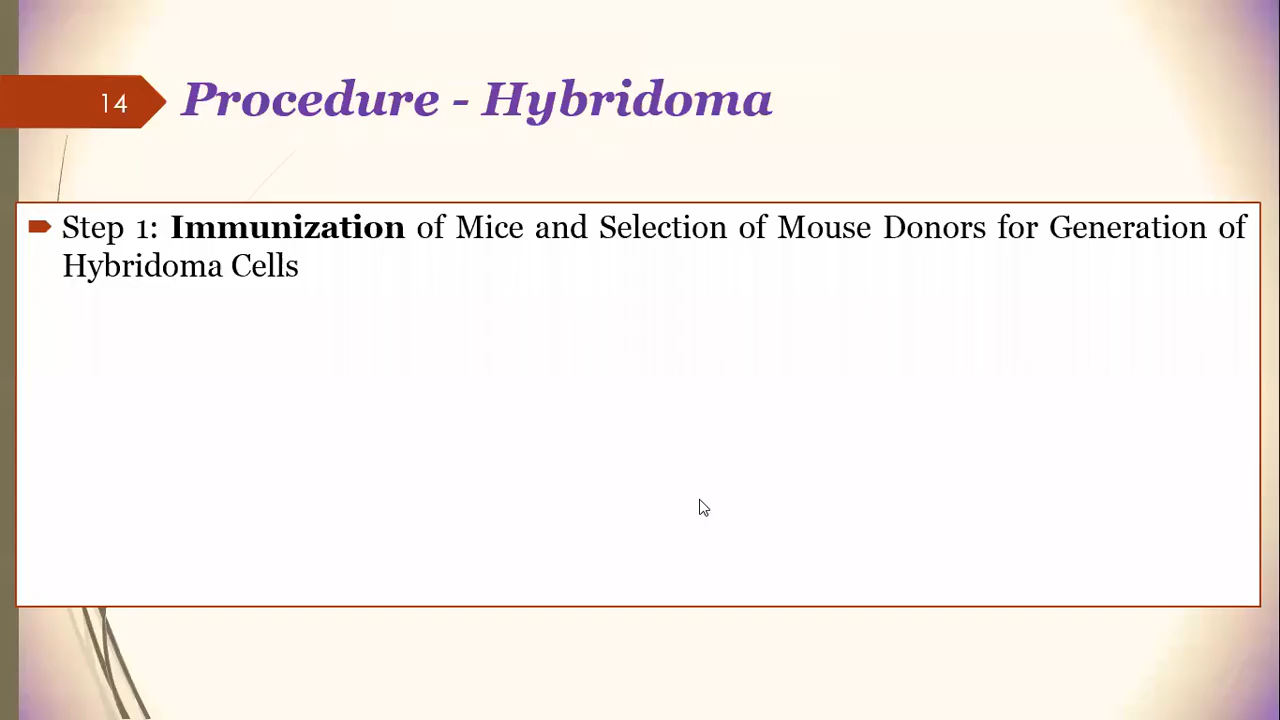 14
Procedure - Hybridoma
Step 1: Immunization of Mice and Selection of Mouse Donors for Generation of
Hybridoma Cells